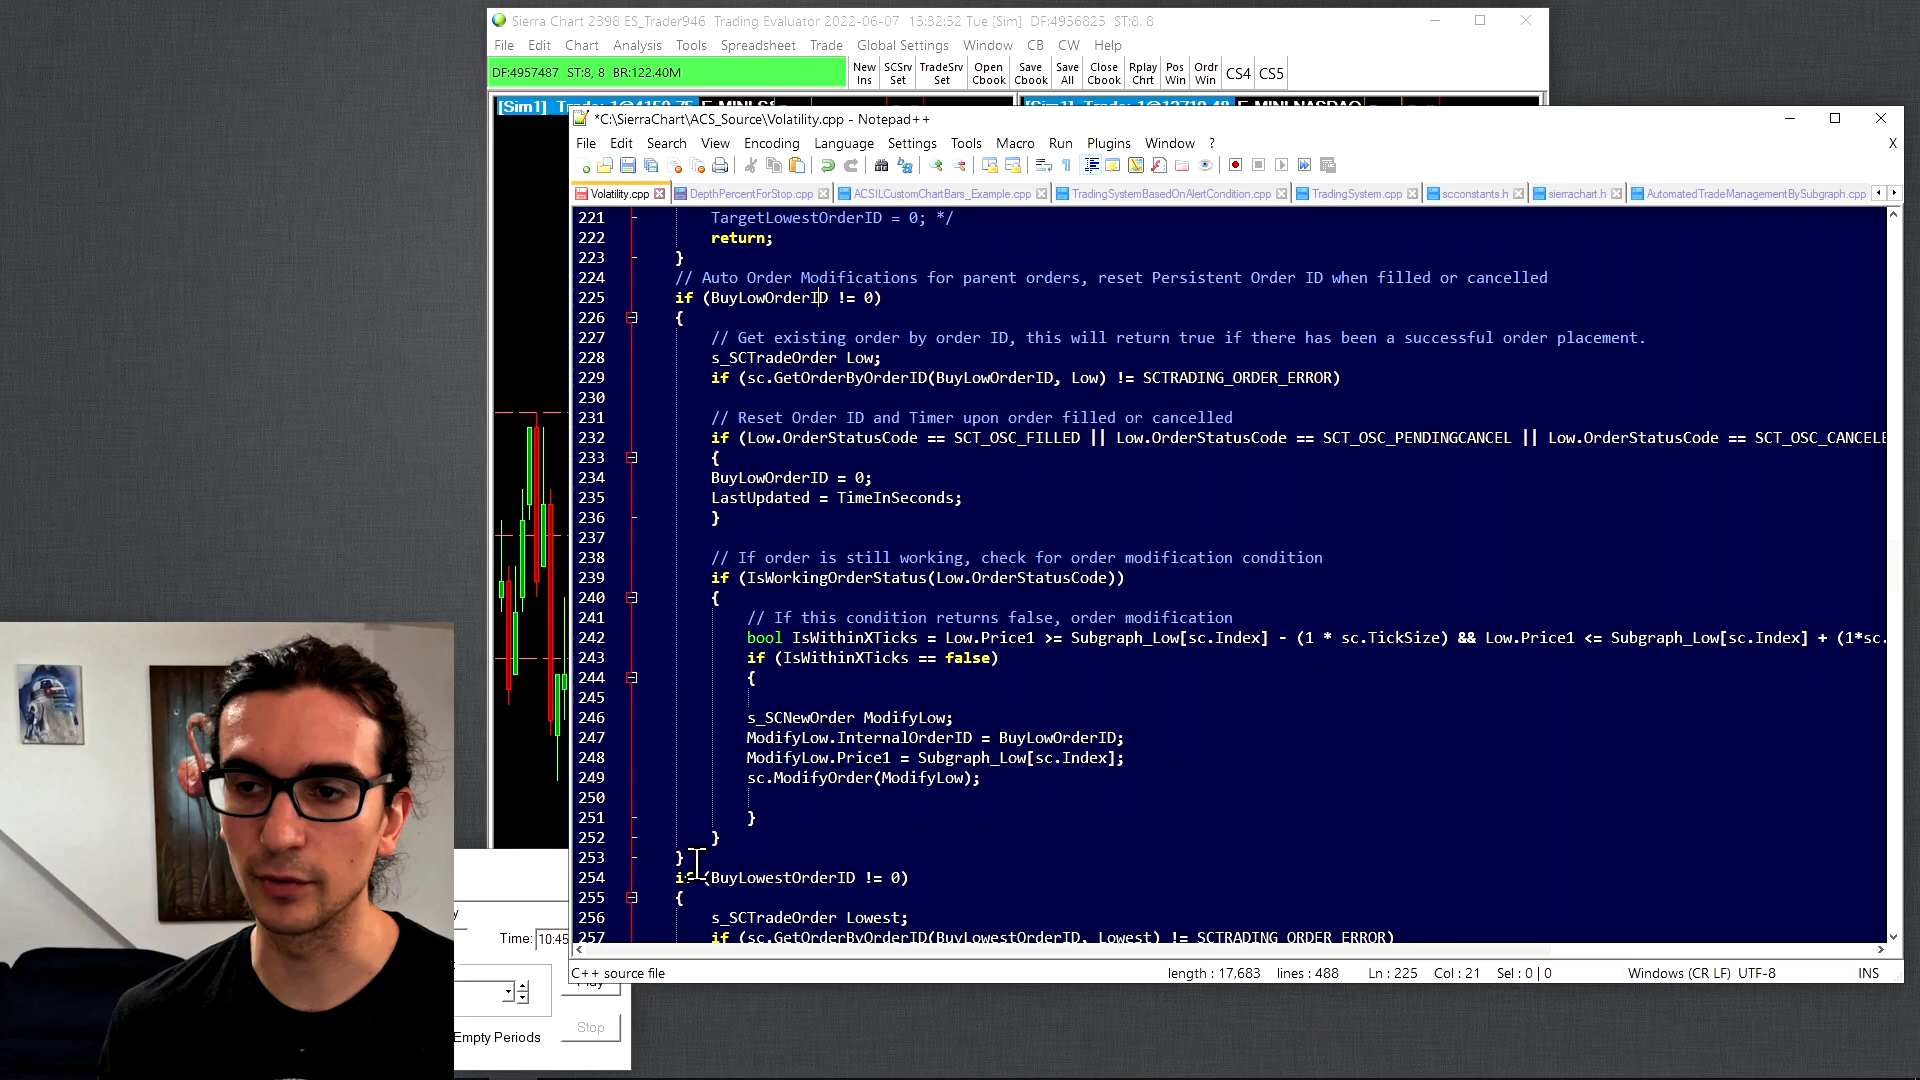 Sierra Chart 2398 ES_Trader946 Trading Evaluator 2022-06-07 15:32:52 Tue [Sim] DF:4956825 ST:8, 8
File Edit Chart Analysis Tools Spreadsheet Trade Global Settings Window CB CW Help
DF:4957487 ST:8, 8 BR:122.40M
New Ins
SCSrv Set
TradeSrv Set
Open Cbook
Save Cbook
Save All
Close Cbook
Rplay Chrt
Pos Win
Ordr Win
CS4
CS5
*C:\SierraChart\ACS_Source\Volatility.cpp - Notepad++
File Edit Search View Encoding Language Settings Tools Macro Run Plugins Window ? X
Volatility.cpp DepthPercentForStop.cpp ACSILCustomChartBars_Example.cpp TradingSystemBasedOnAlertCondition.cpp TradingSystem.cpp scconstants.h sierrachart.h AutomatedTradeManagementBySubgraph.cpp
221 TargetLowestOrderID = 0; */
222 return;
223 }
224 // Auto Order Modifications for parent orders, reset Persistent Order ID when filled or cancelled
225 if (BuyLowOrderID != 0)
226 {
227 // Get existing order by order ID, this will return true if there has been a successful order placement.
228 s_SCTradeOrder Low;
229 if (sc.GetOrderByOrderID(BuyLowOrderID, Low) != SCTRADING_ORDER_ERROR)
230
231 // Reset Order ID and Timer upon order filled or cancelled
232 if (Low.OrderStatusCode == SCT_OSC_FILLED || Low.OrderStatusCode == SCT_OSC_PENDINGCANCEL || Low.OrderStatusCode == SCT_OSC_CANCELE
233 {
234 BuyLowOrderID = 0;
235 LastUpdated = TimeInSeconds;
236 }
237
238 // If order is still working, check for order modification condition
239 if (IsWorkingOrderStatus(Low.OrderStatusCode))
240 {
241 // If this condition returns false, order modification
242 bool IsWithinXTicks = Low.Price1 >= Subgraph_Low[sc.Index] - (1 * sc.TickSize) && Low.Price1 <= Subgraph_Low[sc.Index] + (1*sc.
243 if (IsWithinXTicks == false)
244 {
245
246 s_SCNewOrder ModifyLow;
247 ModifyLow.InternalOrderID = BuyLowOrderID;
248 ModifyLow.Price1 = Subgraph_Low[sc.Index];
249 sc.ModifyOrder(ModifyLow);
250
251 }
252 }
253 }
254 if (BuyLowestOrderID != 0)
255 {
256 s_SCTradeOrder Lowest;
257 if (sc.GetOrderByOrderID(BuyLowestOrderID, Lowest) != SCTRADING_ORDER_ERROR)
C++ source file length : 17,683 lines : 488 Ln : 225 Col : 21 Sel : 0 | 0 Windows (CR LF) UTF-8 INS
Time: 10:45
Stop
Empty Periods